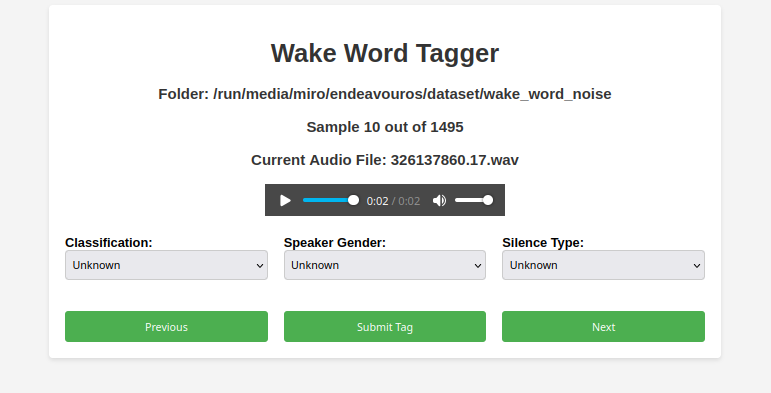 Wake Word Tagger
Folder: /run/media/miro/endeavouros/dataset/wake_word_noise
Sample 10 out of 1495
Current Audio File: 326137860.17.wav
0:02 / 0:02
Classification: Speaker Gender: Silence Type:
Unknown Unknown Unknown
Previous Submit Tag Next